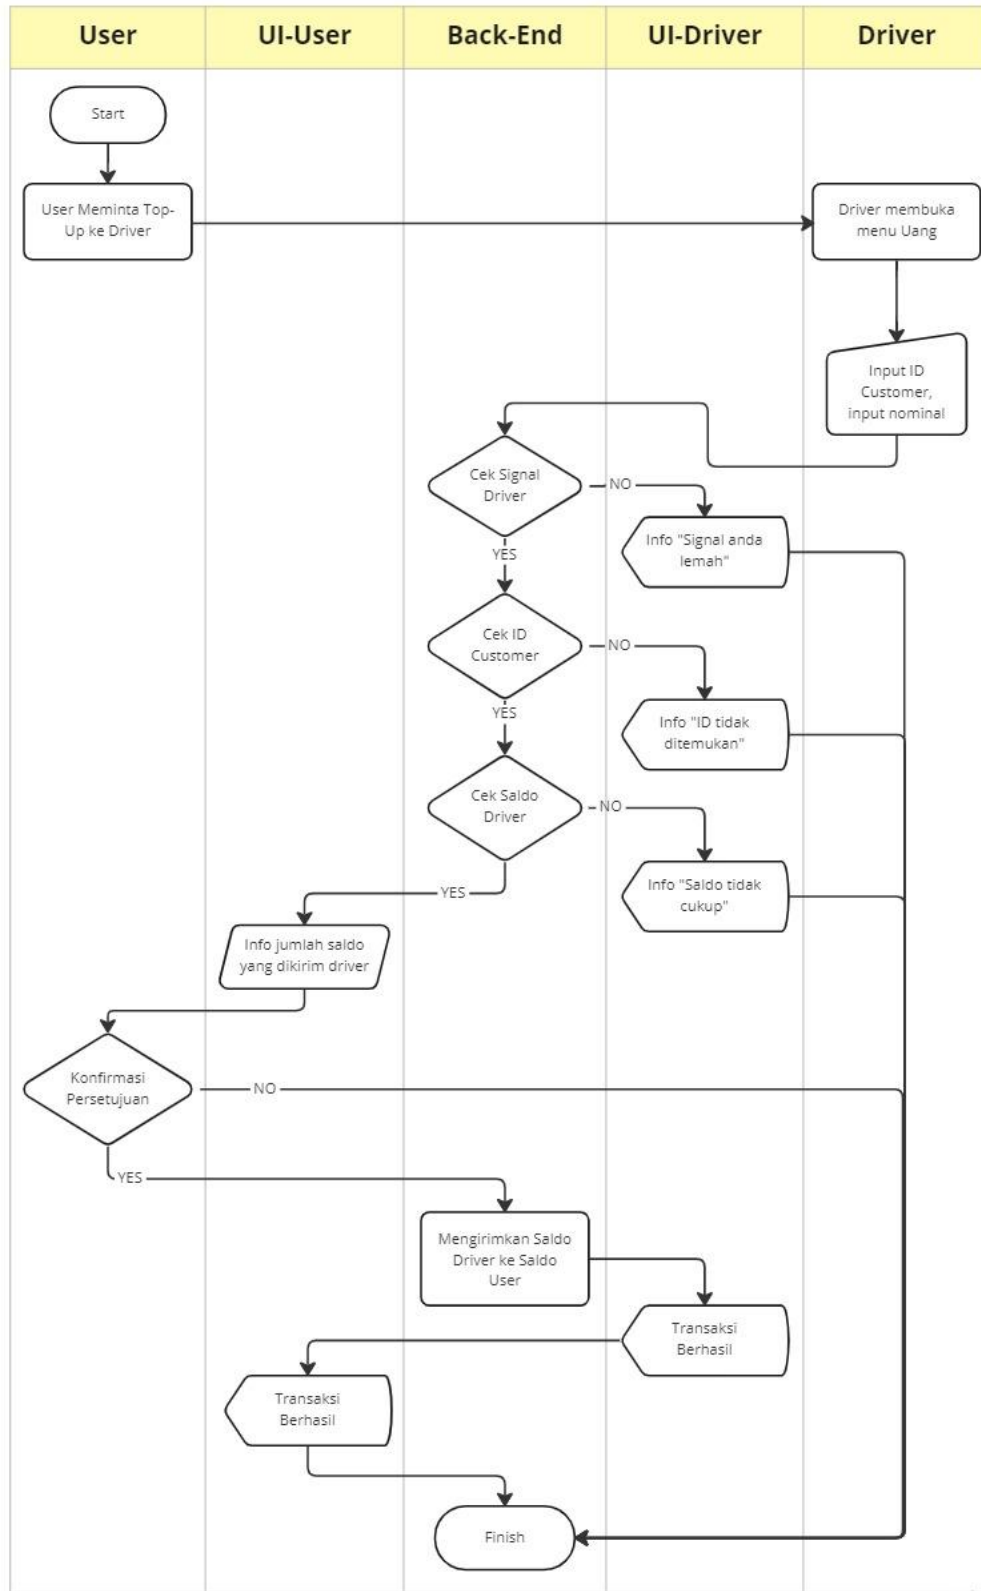 User
UI-User
Back-End
UI-Driver
Driver
Start
User Meminta Top-
Up ke Driver
Driver membuka
menu Uang
Input ID
Customer,
input nominal
Cek Signal
Driver
NO
Info "Signal anda
lemah"
YES
Cek ID
Customer
NO
Info "ID tidak
ditemukan"
YES
Cek Saldo
Driver
NO
Info "Saldo tidak
cukup"
YES
Info jumlah saldo
yang dikirim driver
Konfirmasi
Persetujuan
NO
YES
Mengirimkan Saldo
Driver ke Saldo
User
Transaksi
Berhasil
Transaksi
Berhasil
Finish